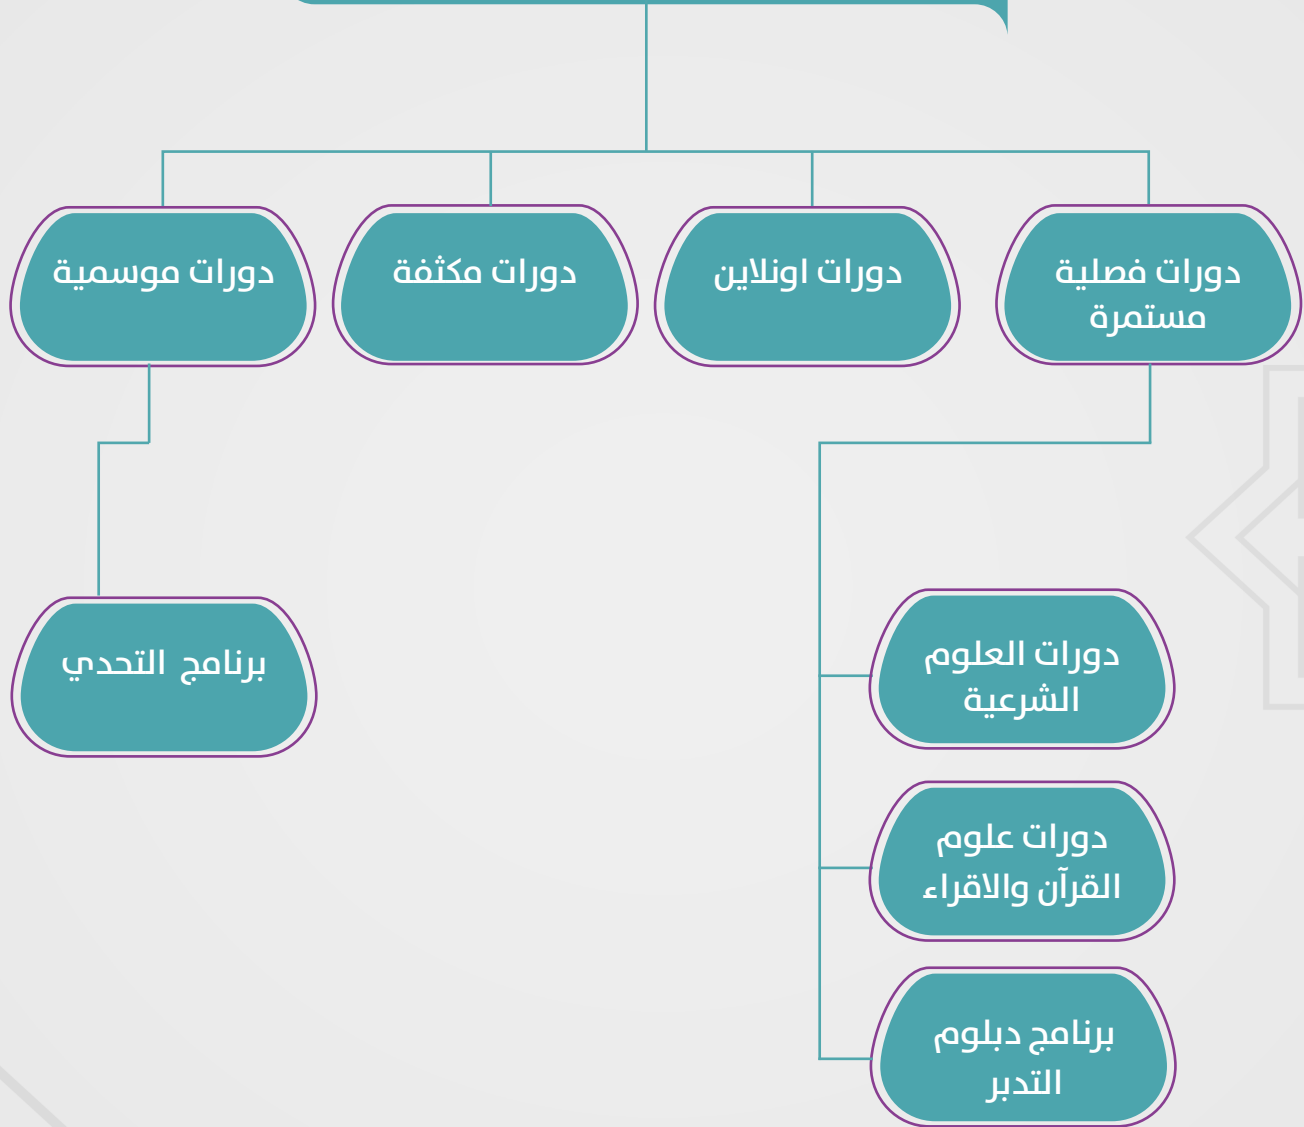 دورات فصلية
مستمرة
دورات اونلاين
دورات مكثفة
دورات موسمية
دورات العلوم
الشرعية
دورات علوم
القرآن والاقراء
برنامج دبلوم
التدبر
برنامج التحدي